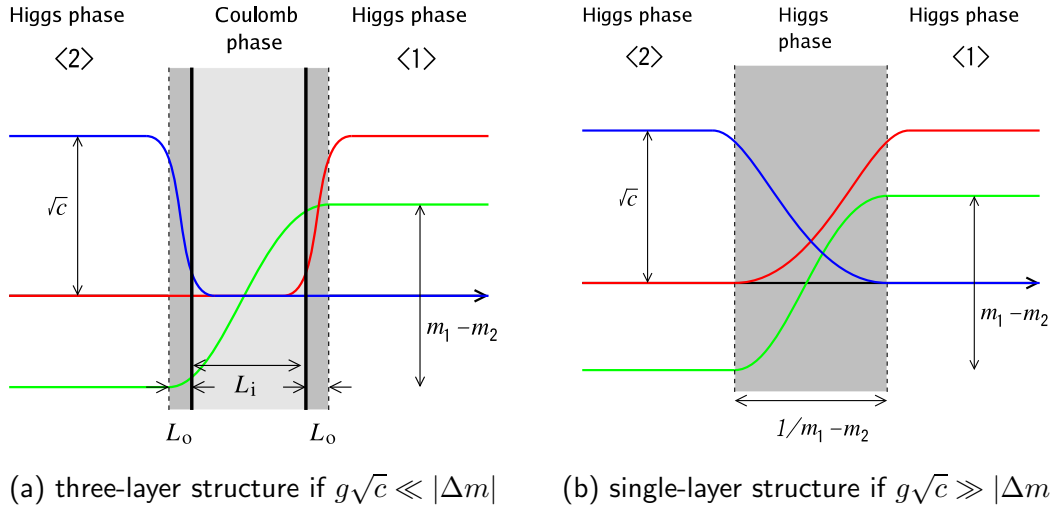 Higgs phase
Coulomb phase
Higgs phase
⟨2⟩
⟨1⟩
√c
m₁ −m₂
Lᵢ
Lₒ
Lₒ
(a) three-layer structure if g√c ≪ |Δm|
Higgs phase
Higgs phase
Higgs phase
⟨2⟩
⟨1⟩
√c
m₁ −m₂
1/m₁ −m₂
(b) single-layer structure if g√c ≫ |Δm